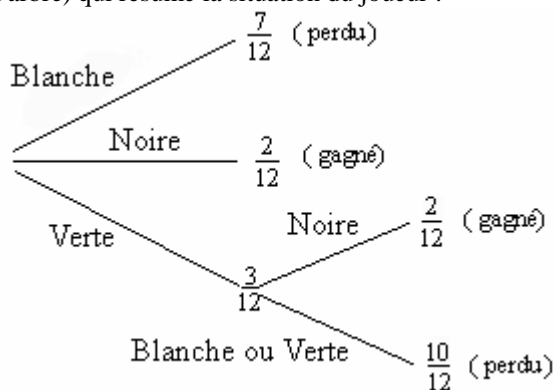 qui résume la situation du joueur :
7/12 (perdu)
Blanche
Noire
2/12 (gagné)
Verte
Noire
2/12 (gagné)
3/12
Blanche ou Verte
10/12 (perdu)